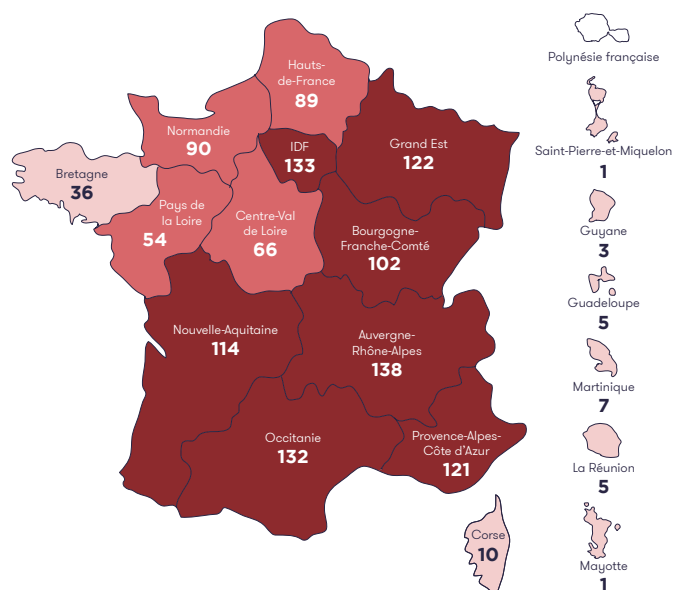 Hauts-
de-France
89
Normandie
90
IDF
133
Grand Est
122
Bretagne
36
Pays de
la Loire
54
Centre-Val
de Loire
66
Bourgogne-
Franche-Comté
102
Nouvelle-Aquitaine
114
Auvergne-
Rhône-Alpes
138
Occitanie
132
Provence-Alpes-
Côte d'Azur
121
Corse
10
Polynésie française
Saint-Pierre-et-Miquelon
1
Guyane
3
Guadeloupe
5
Martinique
7
La Réunion
5
Mayotte
1